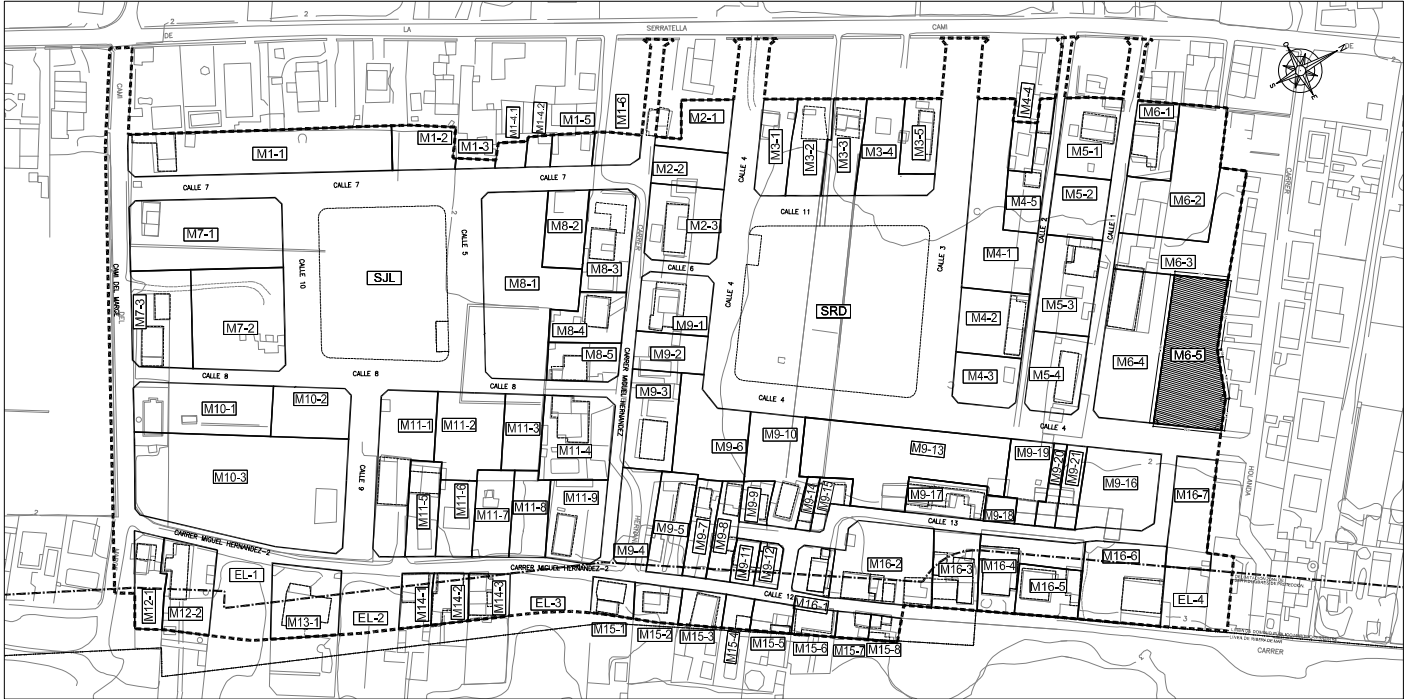 2
2
DE
LA
SERRATELLA
CAMI
DE
CAMI
O
N
S
E
M1-1
M1-2
M1-3
M1-4.1
M1-4.2
M1-5
M1-6
M2-1
M3-1
M3-2
M3-3
M3-4
M3-5
M4-4
M5-1
M6-1
CALLE 7
CALLE 7
CALLE 7
M2-2
CALLE 4
M2-3
CALLE 11
M4-5
CALLE 2
M5-2
CALLE 1
M6-2
CARRER
2
M7-1
CALLE 10
SJL
CALLE 5
M8-1
M8-2
M8-3
CARRER
CALLE 6
CALLE 4
CALLE 3
M4-1
M6-3
CAMI DEL MARGE
DEL
M7-3
M7-2
M8-4
M8-5
M9-1
M9-2
SRD
M4-2
M5-3
M6-4
M6-5
CALLE 8
CALLE 8
CALLE 8
CARRER MIGUEL HERNANDEZ
M9-3
M4-3
M5-4
CALLE 4
CALLE 4
M10-1
M10-2
M11-1
M11-2
M11-3
M11-4
M9-6
M9-10
M9-13
M9-19
M9-20
M9-21
M9-16
2
M16-7
HOLANDA
M10-3
CALLE 9
M11-5
M11-6
M11-7
M11-8
M11-9
HERNAN
M9-4
M9-5
M9-7
M9-8
M9-9
M9-14
M9-15
M9-17
M9-18
CALLE 13
2
CARRER MIGUEL HERNANDEZ-2
CARRER MIGUEL HERNANDEZ-2
M9-11
M9-12
M16-2
M16-3
M16-4
M16-5
M16-6
M12-1
M12-2
EL-1
M13-1
EL-2
M14-1
M14-2
M14-3
EL-3
CALLE 12
M16-1
EL-4
M15-1
M15-2
M15-3
M15-4
M15-5
M15-6
M15-7
M15-8
3
CARRER